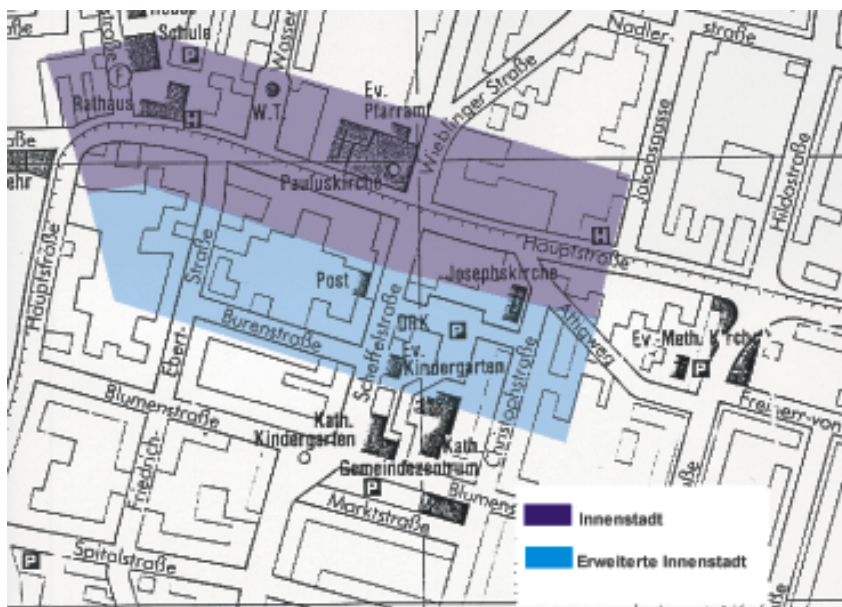 Schule
P
Nadler-
straße
F
Rathaus
W.T.
Ev.
Pfarramt
H
Wieblinger Straße
Jakobsgasse
Hildastraße
Pauluskirche
H
Hauptstraße
Hauptstraße
Post
Josephskirche
Straße
Burenstraße
Scheffelstraße
DRK
P
Attigweg
Ev.-Meth. Kirche
P
Ev.
Kindergarten
Ebert-
Christophstraße
Freiherr-von-
Blumenstraße
Kath.
Kindergarten
Kath.
Gemeindezentrum
Friedrich-
P
Blumens
Marktstraße
Innenstadt
P
Spitalstraße
Erweiterte Innenstadt